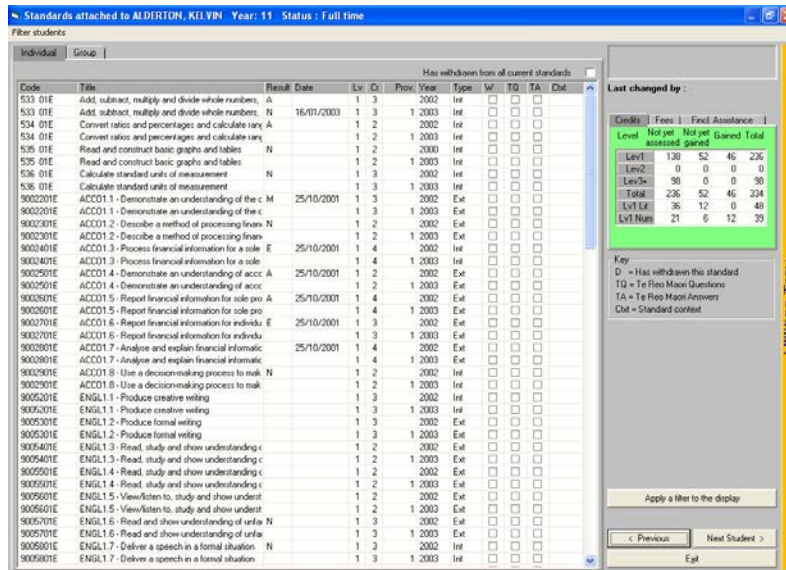 Standards attached to ALDERTON, KELVIN Year: 11 Status : Full time
Filter students
Individual Group
Has withdrawn from all current standards
Code Title Result Date Lv Cr Prov. Year Type W TQ TA Ctxt
533 01E Add, subtract, multiply and divide whole numbers, A 1 3 2002 Int
533 01E Add, subtract, multiply and divide whole numbers, N 16/01/2003 1 3 1 2003 Int
534 01E Convert ratios and percentages and calculate rang A 1 2 2002 Int
534 01E Convert ratios and percentages and calculate rang 1 2 1 2003 Int
535 01E Read and construct basic graphs and tables N 1 2 2000 Int
535 01E Read and construct basic graphs and tables 1 2 1 2003 Int
536 01E Calculate standard units of measurement N 1 3 2002 Int
536 01E Calculate standard units of measurement 1 3 1 2003 Int
9002201E ACCO1.1 - Demonstrate an understanding of the c M 25/10/2001 1 3 2002 Ext
9002201E ACCO1.1 - Demonstrate an understanding of the c 1 3 1 2003 Ext
9002301E ACCO1.2 - Describe a method of processing finan N 1 2 2002 Ext
9002301E ACCO1.2 - Describe a method of processing finan 1 2 1 2003 Ext
9002401E ACCO1.3 - Process financial information for a sole E 25/10/2001 1 4 2002 Int
9002401E ACCO1.3 - Process financial information for a sole 1 4 1 2003 Int
9002501E ACCO1.4 - Demonstrate an understanding of accc A 25/10/2001 1 2 2002 Ext
9002501E ACCO1.4 - Demonstrate an understanding of accc 1 2 1 2003 Ext
9002601E ACCO1.5 - Report financial information for sole pro A 25/10/2001 1 4 2002 Ext
9002601E ACCO1.5 - Report financial information for sole pro 1 4 1 2003 Ext
9002701E ACCO1.6 - Report financial information for individu E 25/10/2001 1 3 2002 Ext
9002701E ACCO1.6 - Report financial information for individu 1 3 1 2003 Ext
9002801E ACCO1.7 - Analyse and explain financial informatic 25/10/2001 1 4 2002 Ext
9002801E ACCO1.7 - Analyse and explain financial informatic 1 4 1 2003 Ext
9002901E ACCO1.8 - Use a decision-making process to mak N 1 2 2002 Int
9002901E ACCO1.8 - Use a decision-making process to mak 1 2 1 2003 Int
9005201E ENGL1.1 - Produce creative writing 1 3 2002 Int
9005201E ENGL1.1 - Produce creative writing 1 3 1 2003 Int
9005301E ENGL1.2 - Produce formal writing 1 3 2002 Ext
9005301E ENGL1.2 - Produce formal writing 1 3 1 2003 Ext
9005401E ENGL1.3 - Read, study and show understanding c 1 2 2002 Ext
9005401E ENGL1.3 - Read, study and show understanding c 1 2 1 2003 Ext
9005501E ENGL1.4 - Read, study and show understanding c 1 2 2002 Ext
9005501E ENGL1.4 - Read, study and show understanding c 1 2 1 2003 Ext
9005601E ENGL1.5 - View/listen to, study and show underst 1 2 2002 Ext
9005601E ENGL1.5 - View/listen to, study and show underst 1 2 1 2003 Ext
9005701E ENGL1.6 - Read and show understanding of unfar N 1 3 2002 Ext
9005701E ENGL1.6 - Read and show understanding of unfar 1 3 1 2003 Ext
9005801E ENGL1.7 - Deliver a speech in a formal situation N 1 3 2002 Int
9005801E ENGL1.7 - Deliver a speech in a formal situation 1 3 1 2003 Int
Last changed by :
Credits Fees Fincl. Assistance
Level Not yet assessed Not yet gained Gained Total
Lev1 138 52 46 236
Lev2 0 0 0 0
Lev3+ 98 0 0 98
Total 236 52 46 334
Lv1 Lit 36 12 0 48
Lv1 Num 21 6 12 39
Key
D = Has withdrawn this standard
TQ = Te Reo Maori Questions
TA = Te Reo Maori Answers
Ctxt = Standard context
Apply a filter to the display
< Previous Next Student >
Exit